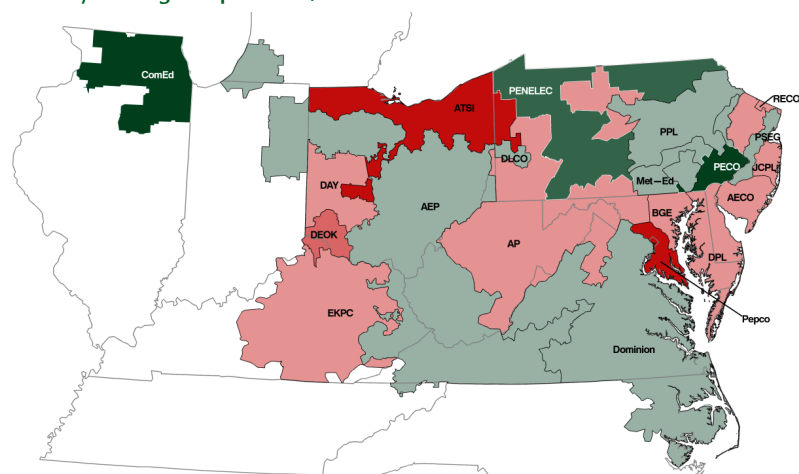 ComEd
PENELEC
ATSI
RECO
PPL
PSEG
DLCO
PECO
JCPL
Met-Ed
DAY
AECO
AEP
BGE
DEOK
AP
DPL
EKPC
Pepco
Dominion